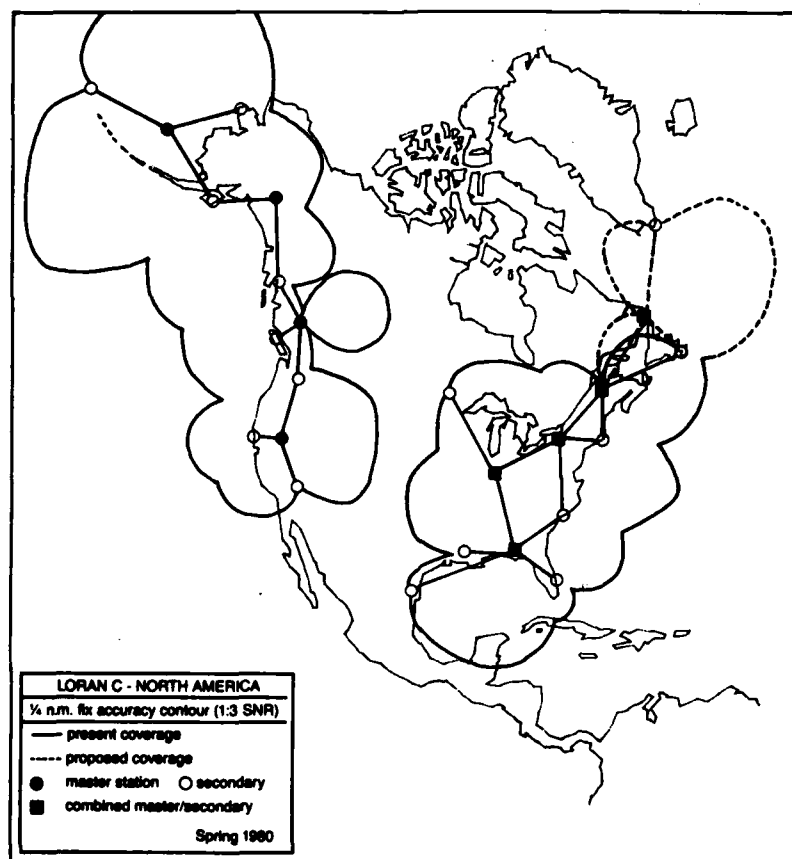 LORAN C - NORTH AMERICA
¼ n.m. fix accuracy contour (1:3 SNR)
present coverage
proposed coverage
master station secondary
combined master/secondary
Spring 1980